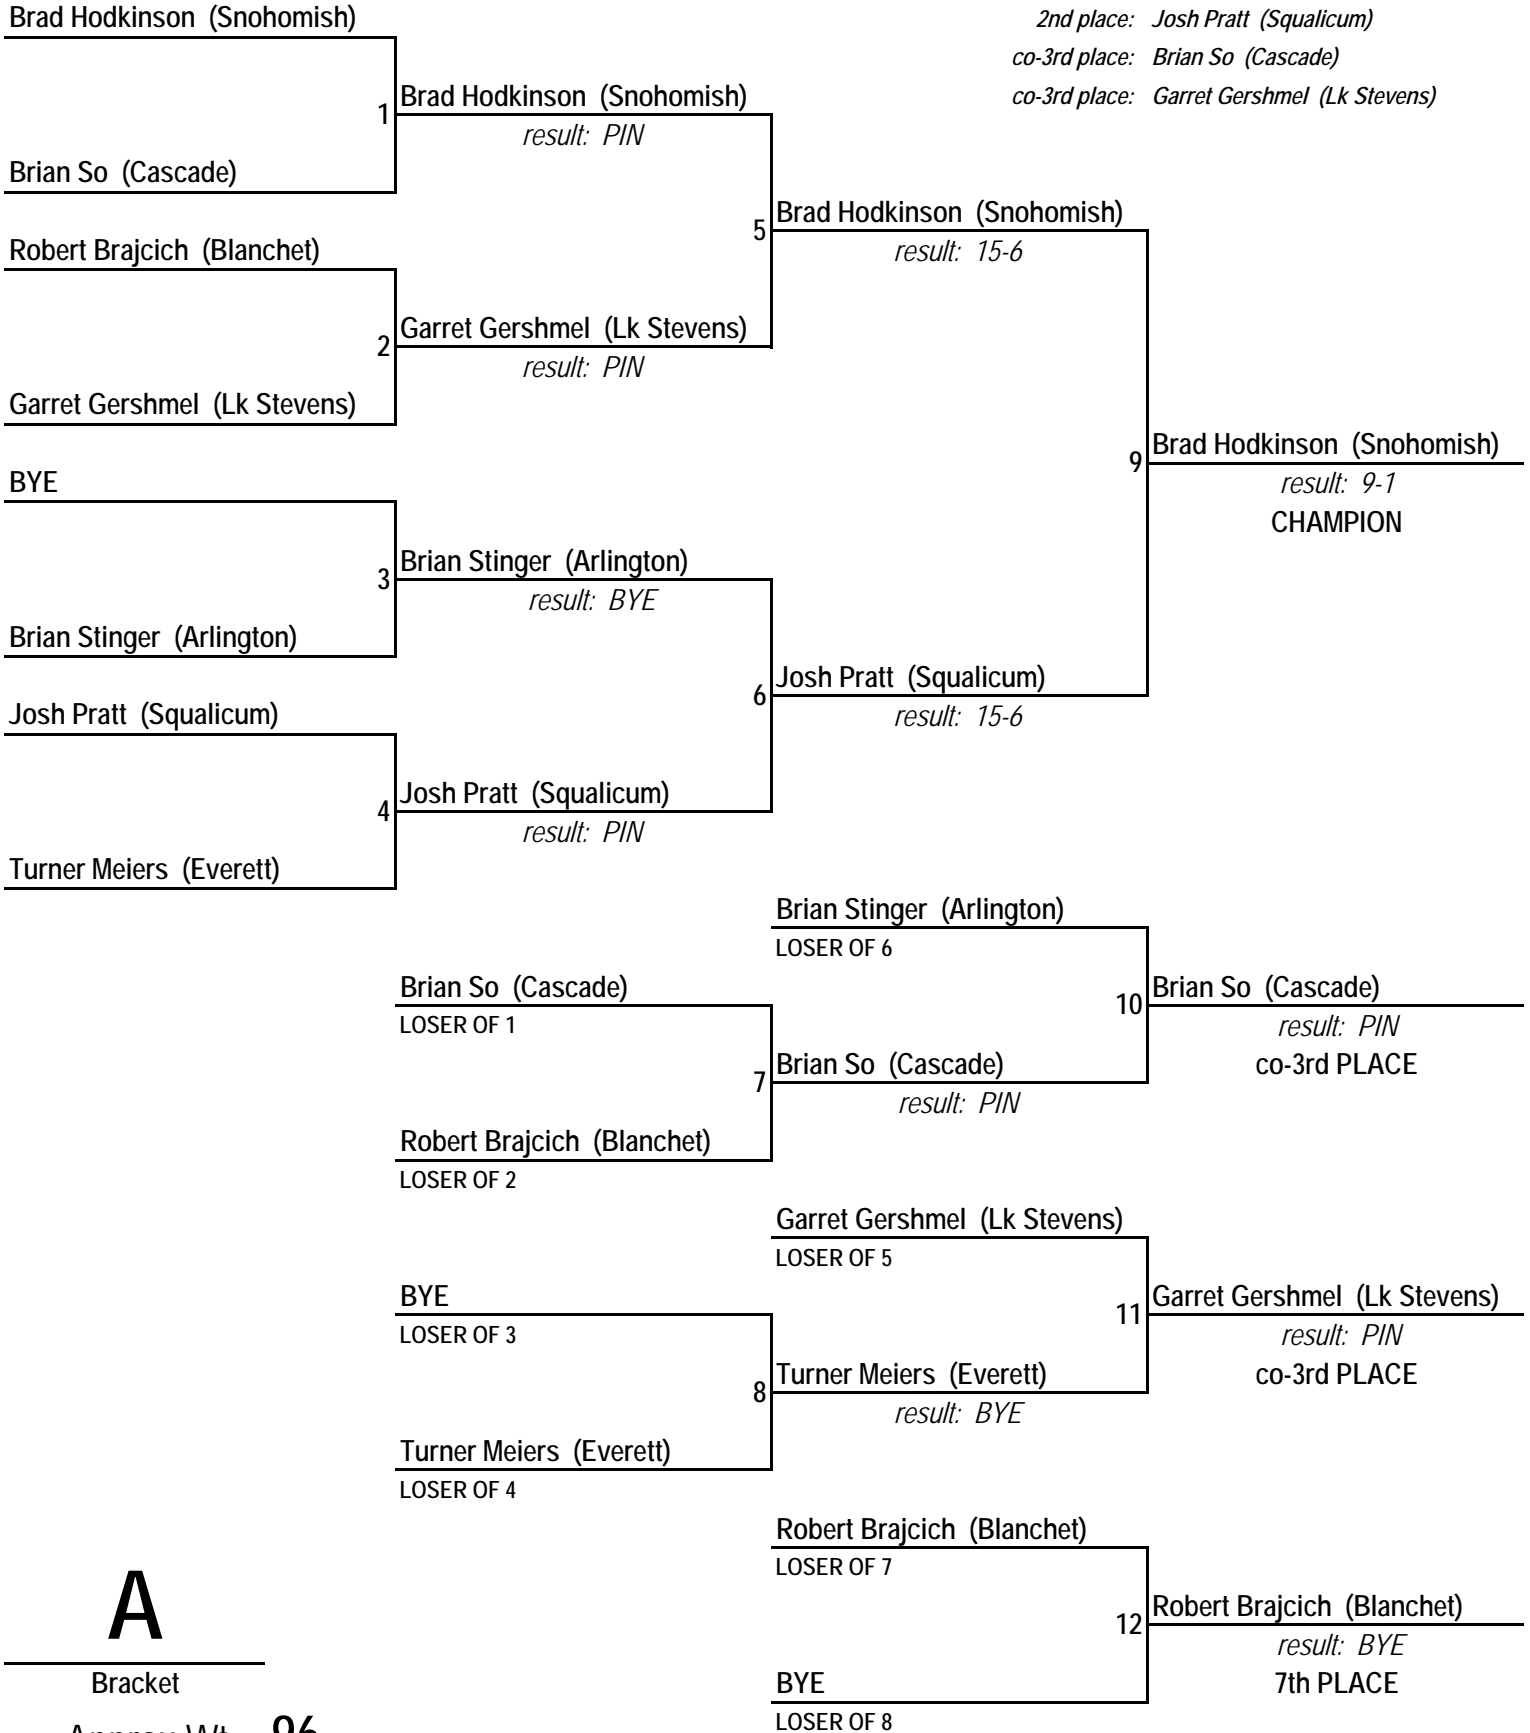 Brad Hodkinson (Snohomish)
2nd place: Josh Pratt (Squalicum)
co-3rd place: Brian So (Cascade)
co-3rd place: Garret Gershmel (Lk Stevens)
1 Brad Hodkinson (Snohomish)
result: PIN
Brian So (Cascade)
5 Brad Hodkinson (Snohomish)
result: 15-6
Robert Brajcich (Blanchet)
2 Garret Gershmel (Lk Stevens)
result: PIN
Garret Gershmel (Lk Stevens)
9 Brad Hodkinson (Snohomish)
result: 9-1
CHAMPION
BYE
3 Brian Stinger (Arlington)
result: BYE
Brian Stinger (Arlington)
6 Josh Pratt (Squalicum)
result: 15-6
Josh Pratt (Squalicum)
4 Josh Pratt (Squalicum)
result: PIN
Turner Meiers (Everett)
Brian Stinger (Arlington)
LOSER OF 6
Brian So (Cascade)
LOSER OF 1
10 Brian So (Cascade)
result: PIN
co-3rd PLACE
7 Brian So (Cascade)
result: PIN
Robert Brajcich (Blanchet)
LOSER OF 2
Garret Gershmel (Lk Stevens)
LOSER OF 5
BYE
LOSER OF 3
11 Garret Gershmel (Lk Stevens)
result: PIN
co-3rd PLACE
8 Turner Meiers (Everett)
result: BYE
Turner Meiers (Everett)
LOSER OF 4
Robert Brajcich (Blanchet)
LOSER OF 7
12 Robert Brajcich (Blanchet)
result: BYE
7th PLACE
BYE
LOSER OF 8
A
Bracket
Approx Wt 96